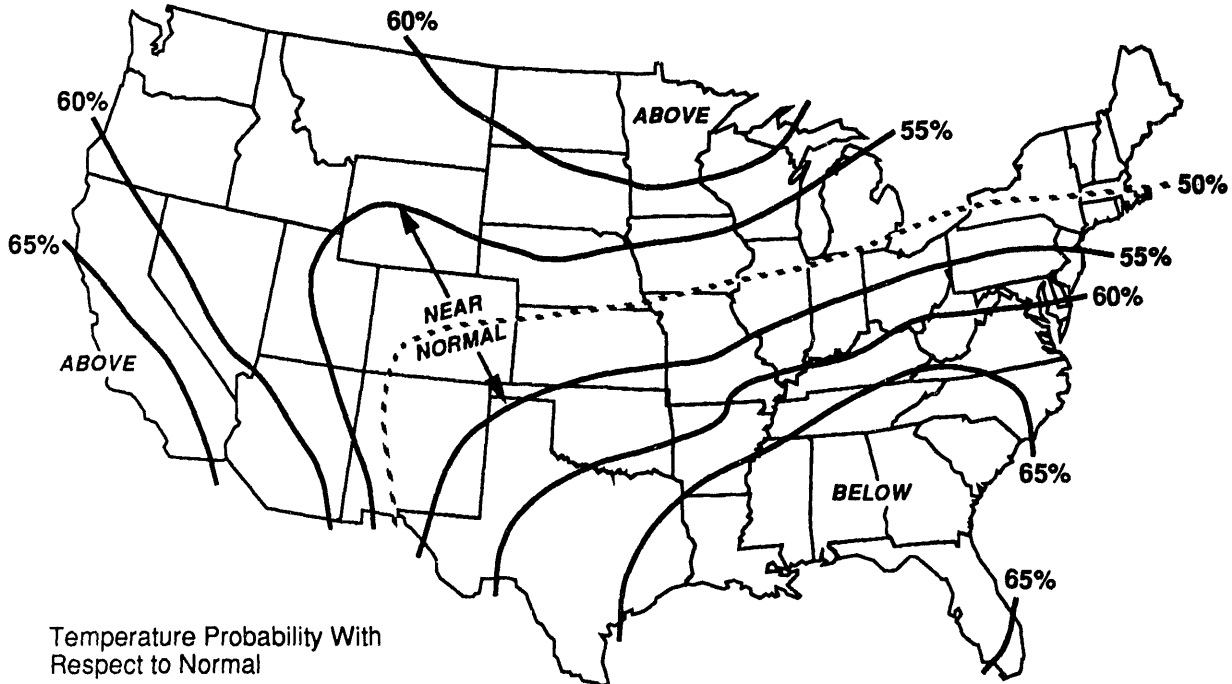 60%
60%
ABOVE
55%
50%
65%
55%
60%
NEAR
NORMAL
ABOVE
65%
BELOW
65%
Temperature Probability With
Respect to Normal